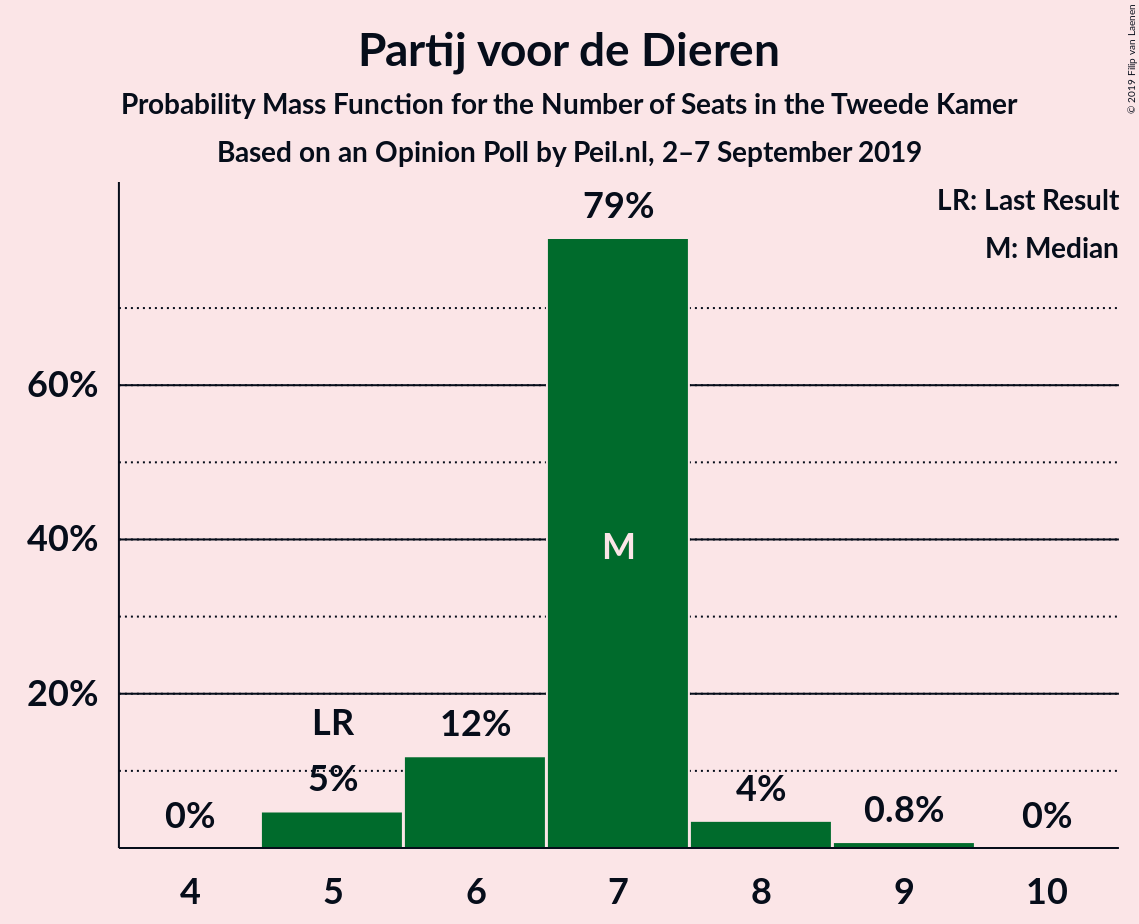 Partij voor de Dieren
Probability Mass Function for the Number of Seats in the Tweede Kamer
Based on an Opinion Poll by Peil.nl, 2–7 September 2019
© 2019 Filip van Laenen
LR: Last Result
M: Median
79%
60%
40%
20%
M
LR
0%
5%
12%
4%
0.8%
0%
4 5 6 7 8 9 10